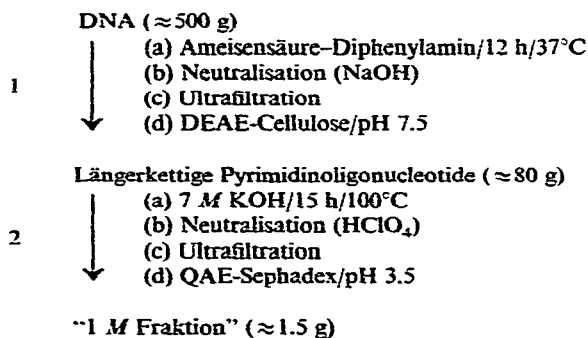 DNA (≈500 g)
(a) Ameisensäure–Diphenylamin/12 h/37°C
1
(b) Neutralisation (NaOH)
(c) Ultrafiltration
(d) DEAE-Cellulose/pH 7.5
Längerkettige Pyrimidinoligonucleotide (≈80 g)
(a) 7 M KOH/15 h/100°C
2
(b) Neutralisation (HClO₄)
(c) Ultrafiltration
(d) QAE-Sephadex/pH 3.5
“1 M Fraktion” (≈1.5 g)